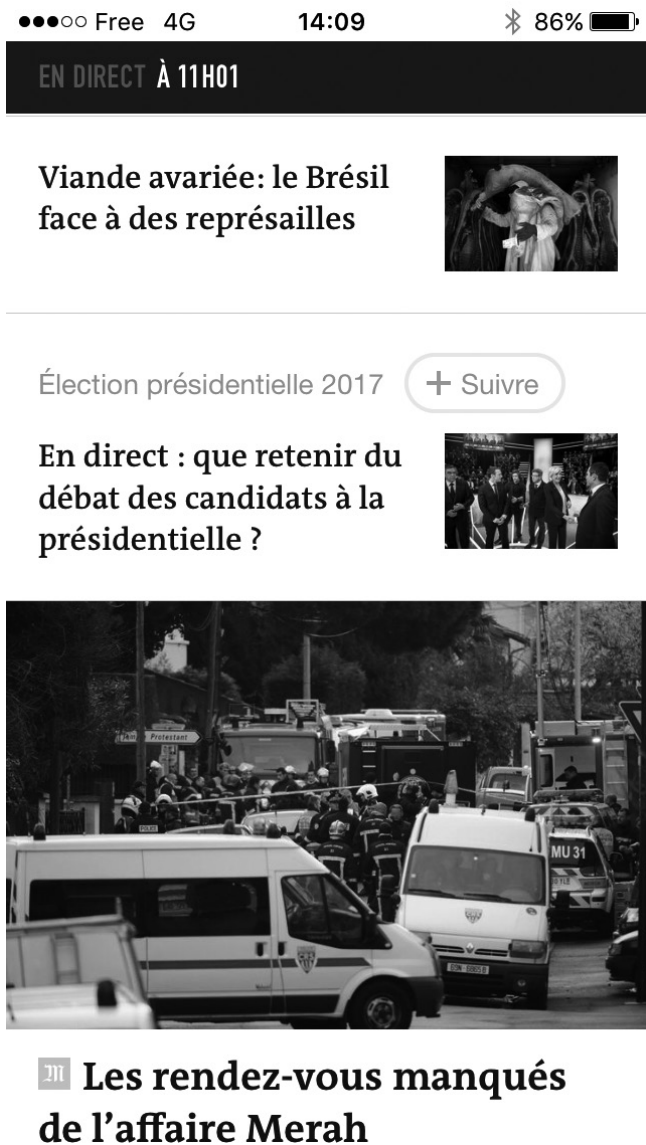 Free 4G 14:09 86%
EN DIRECT À 11H01
Viande avariée: le Brésil
face à des représailles
Élection présidentielle 2017 + Suivre
En direct : que retenir du
débat des candidats à la
présidentielle ?
Protestant
POLICE
MU 31
M Les rendez-vous manqués
de l’affaire Merah